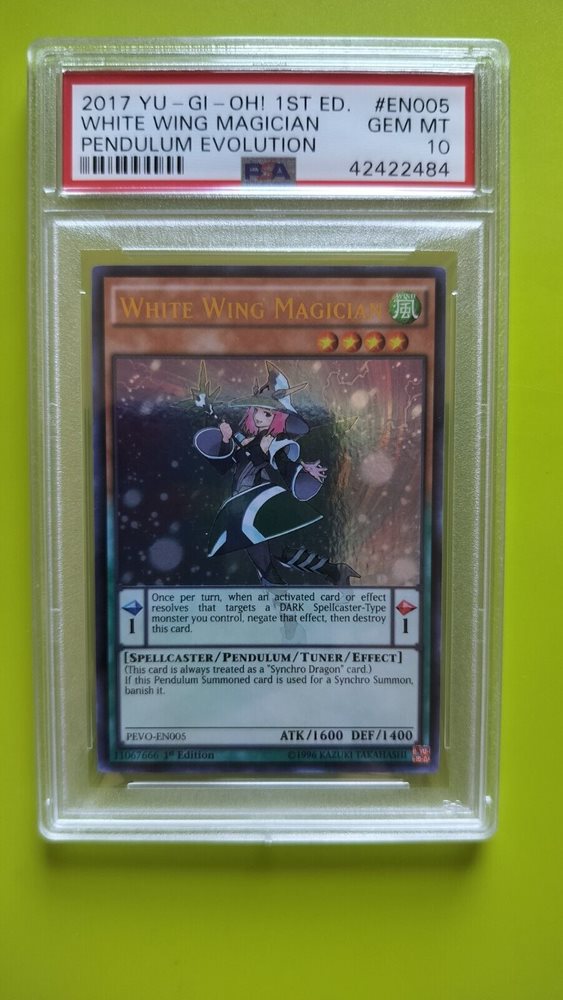 2017 YU-GI-OH! 1ST ED. #EN005
WHITE WING MAGICIAN GEM MT
PENDULUM EVOLUTION 10
PSA 42422484
WHITE WING MAGICIAN
WIND
風
Once per turn, when an activated card or effect
resolves that targets a DARK Spellcaster-Type
monster you control, negate that effect, then destroy
this card.
1 1
[SPELLCASTER/PENDULUM/TUNER/EFFECT]
(This card is always treated as a "Synchro Dragon" card.)
If this Pendulum Summoned card is used for a Synchro Summon,
banish it.
PEVO-EN005 ATK/1600 DEF/1400
11067666 1st Edition ©1996 KAZUKI TAKAHASHI